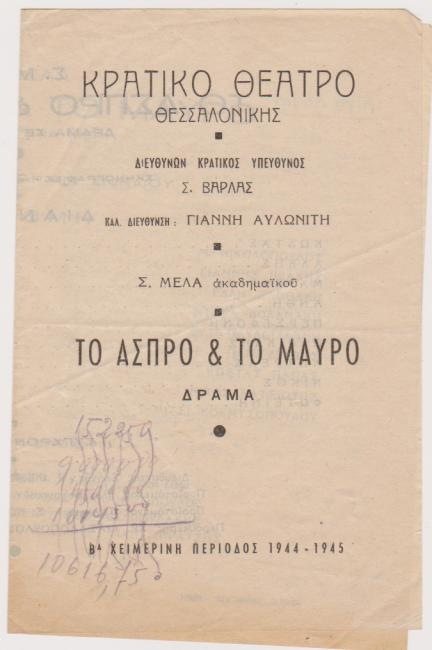 ΚΡΑΤΙΚΟ ΘΕΑΤΡΟ
ΘΕΣΣΑΛΟΝΙΚΗΣ
ΔΙΕΥΘΥΝΩΝ ΚΡΑΤΙΚΟΣ ΥΠΕΥΘΥΝΟΣ
Σ. ΒΑΡΛΑΣ
ΚΑΛ. ΔΙΕΥΘΥΝΣΗ: ΓΙΑΝΝΗ ΑΥΛΩΝΙΤΗ
Σ. ΜΕΛΑ ἀκαδημαϊκοῦ
ΤΟ ΑΣΠΡΟ & ΤΟ ΜΑΥΡΟ
ΔΡΑΜΑ
Βα ΧΕΙΜΕΡΙΝΗ ΠΕΡΙΟΔΟΣ 1944 - 1945